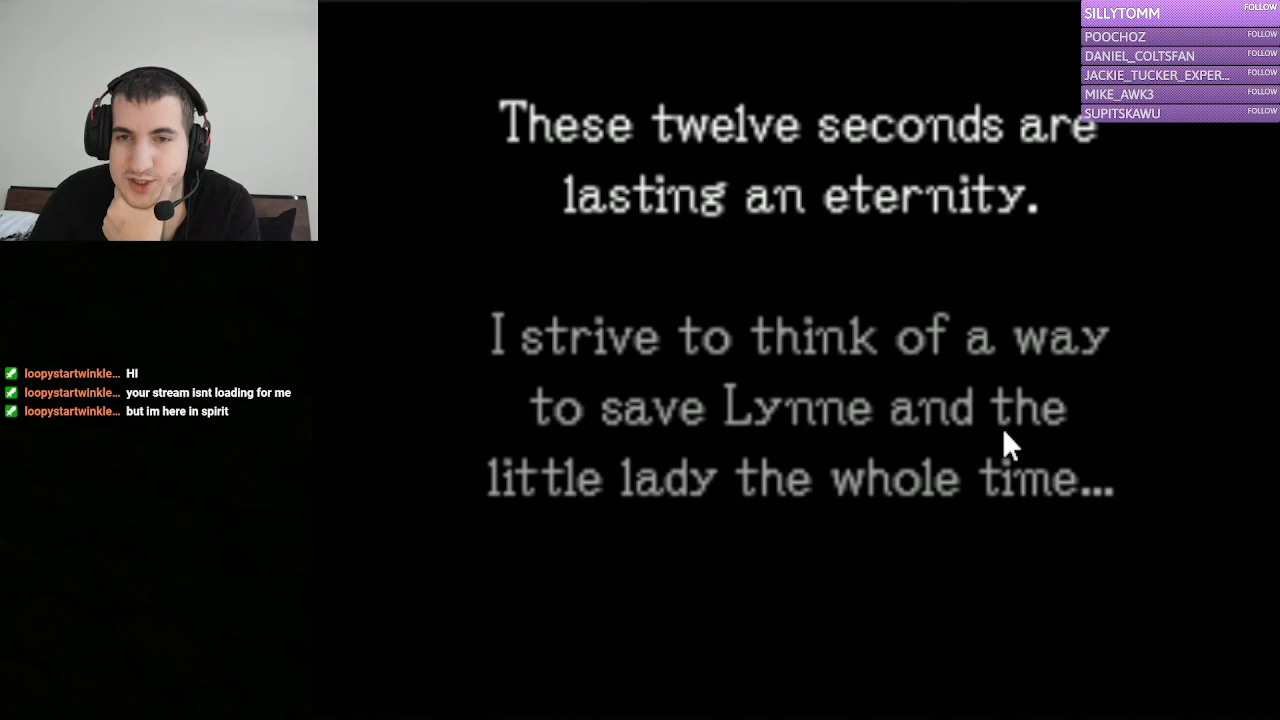 These twelve seconds are
lasting an eternity.
I strive to think of a way
to save Lynne and the
little lady the whole time...
SILLYTOMM FOLLOW
POOCHOZ FOLLOW
DANIEL_COLTSFAN FOLLOW
JACKIE_TUCKER_EXPER... FOLLOW
MIKE_AWK3 FOLLOW
SUPITSKAWU FOLLOW
loopystartwinkle... HI
loopystartwinkle... your stream isnt loading for me
loopystartwinkle... but im here in spirit